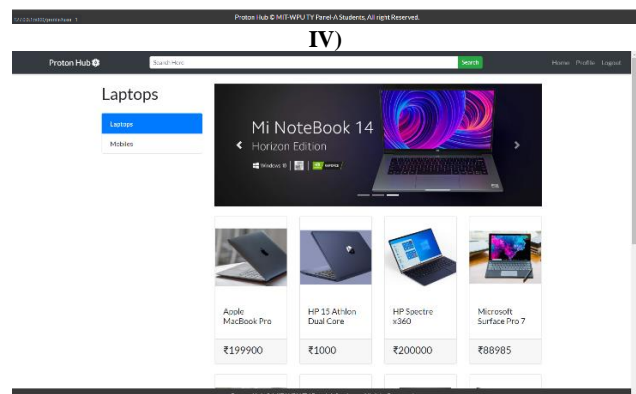 Proton Hub © MIT-WPU TY Panel-A Students, All right Reserved.
IV)
Proton Hub
Search Here
Search
Home Profile Logout
Laptops
Laptops
Mobiles
Mi NoteBook 14
Horizon Edition
Windows 10
Apple MacBook Pro
HP 15 Athlon Dual Core
HP Spectre x360
Microsoft Surface Pro 7
₹199900
₹1000
₹200000
₹88985